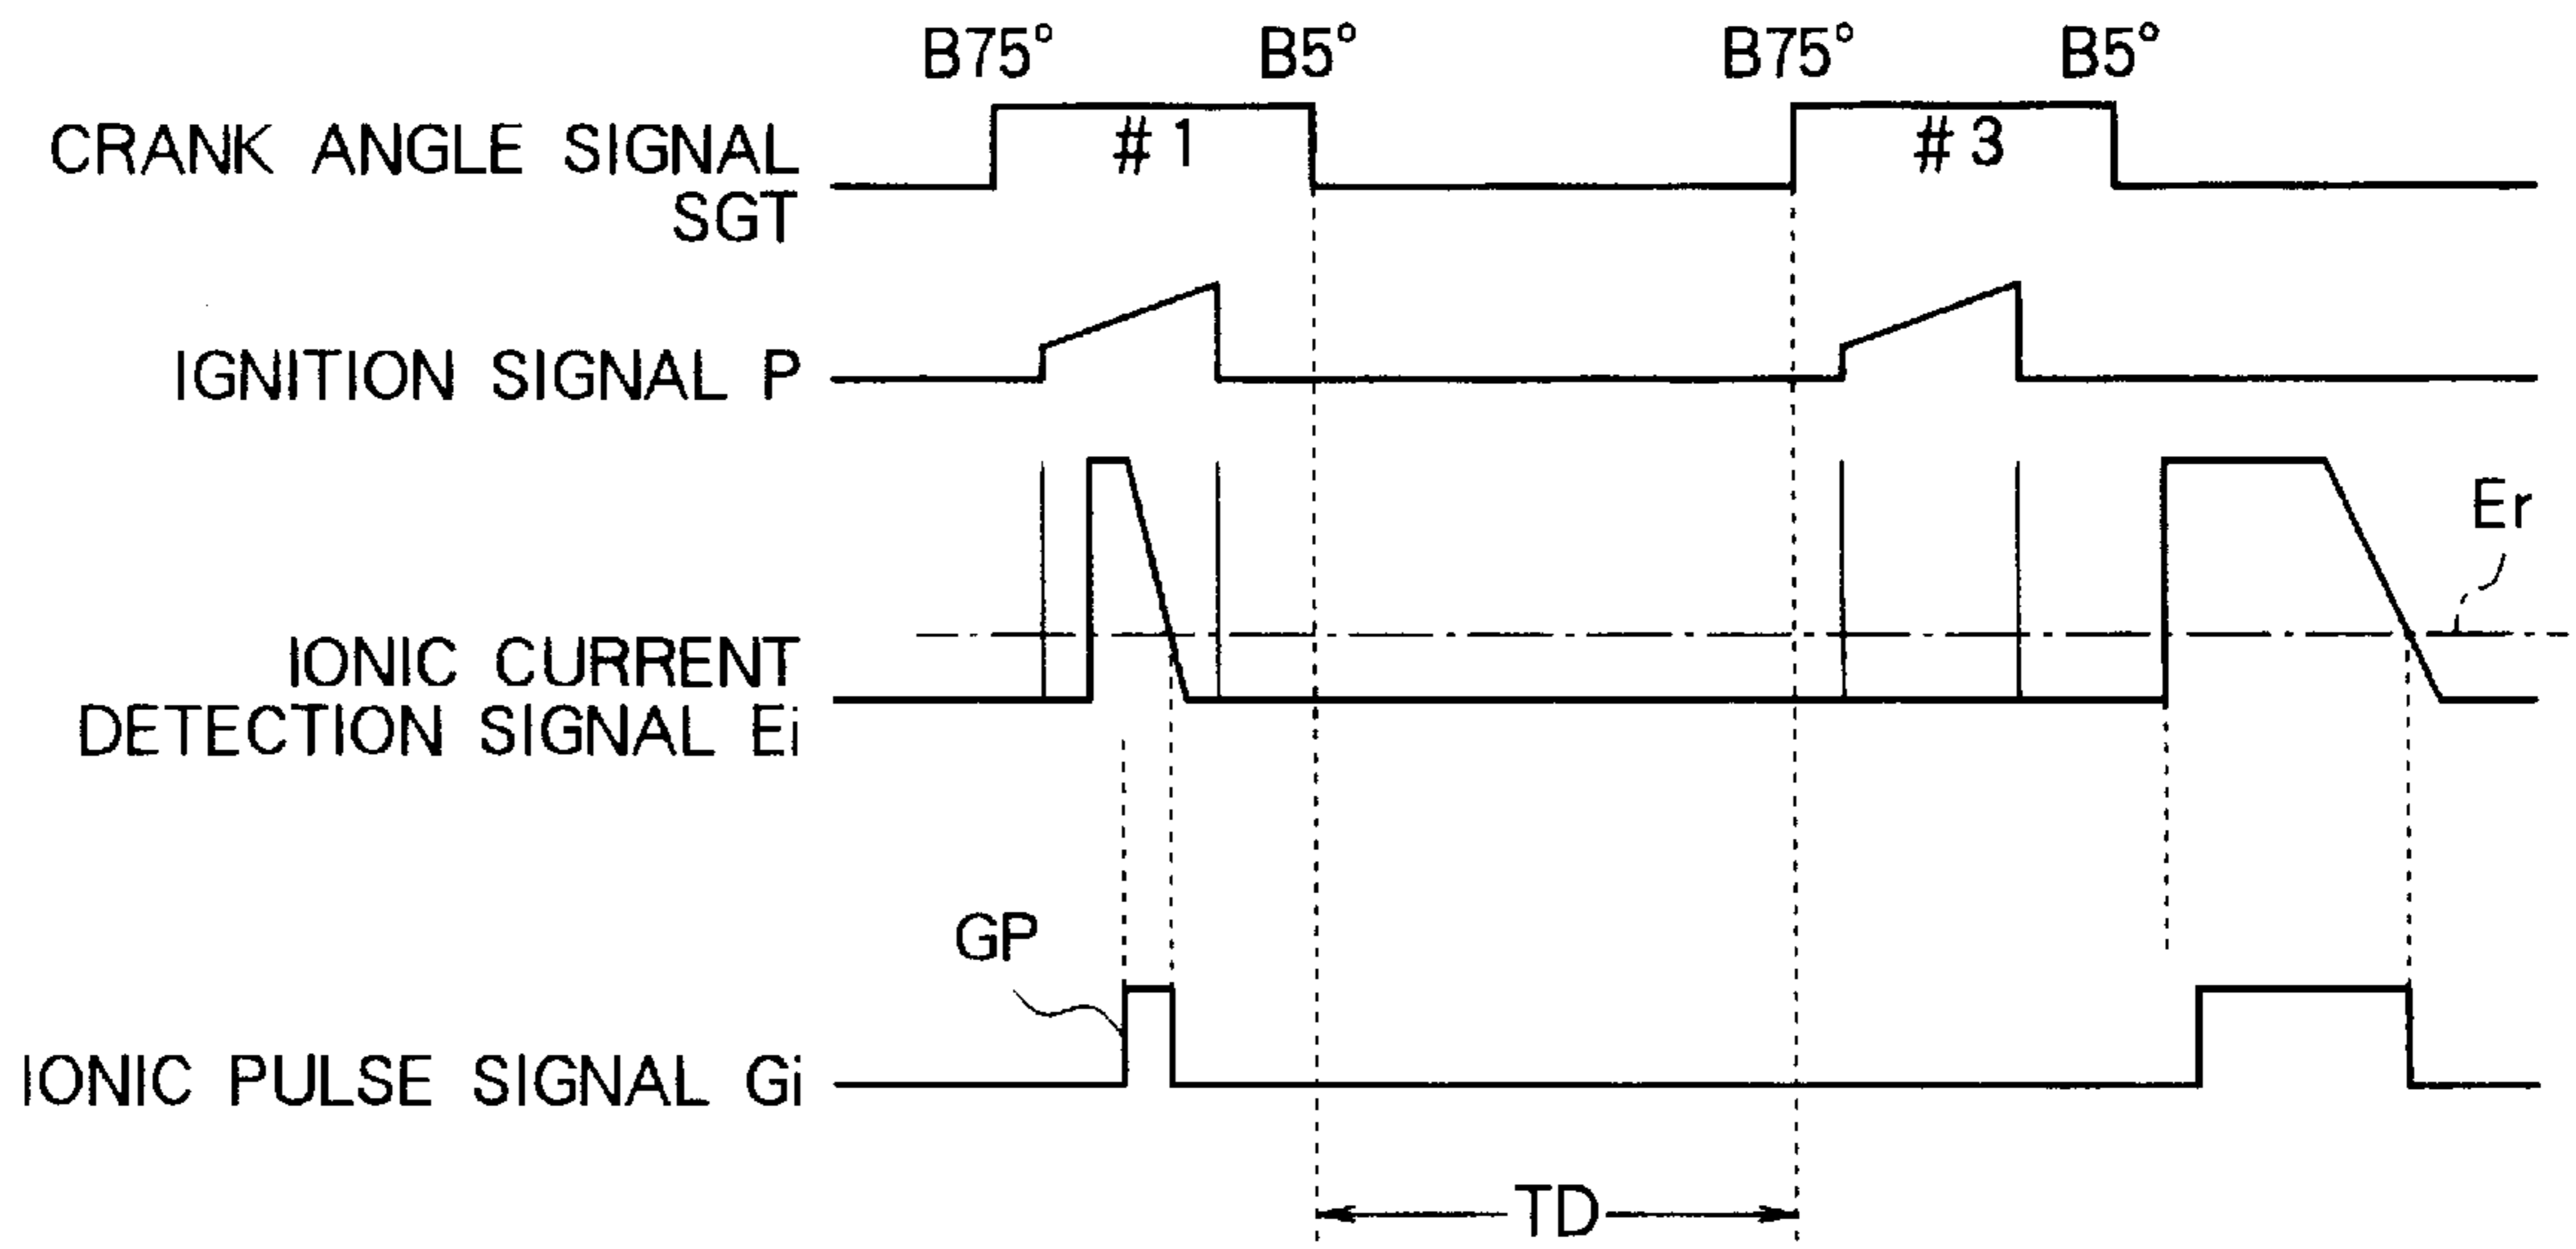 B75° B5° B75° B5°
CRANK ANGLE SIGNAL
SGT
#1
#3
IGNITION SIGNAL P
Er
IONIC CURRENT
DETECTION SIGNAL Ei
GP
IONIC PULSE SIGNAL Gi
TD